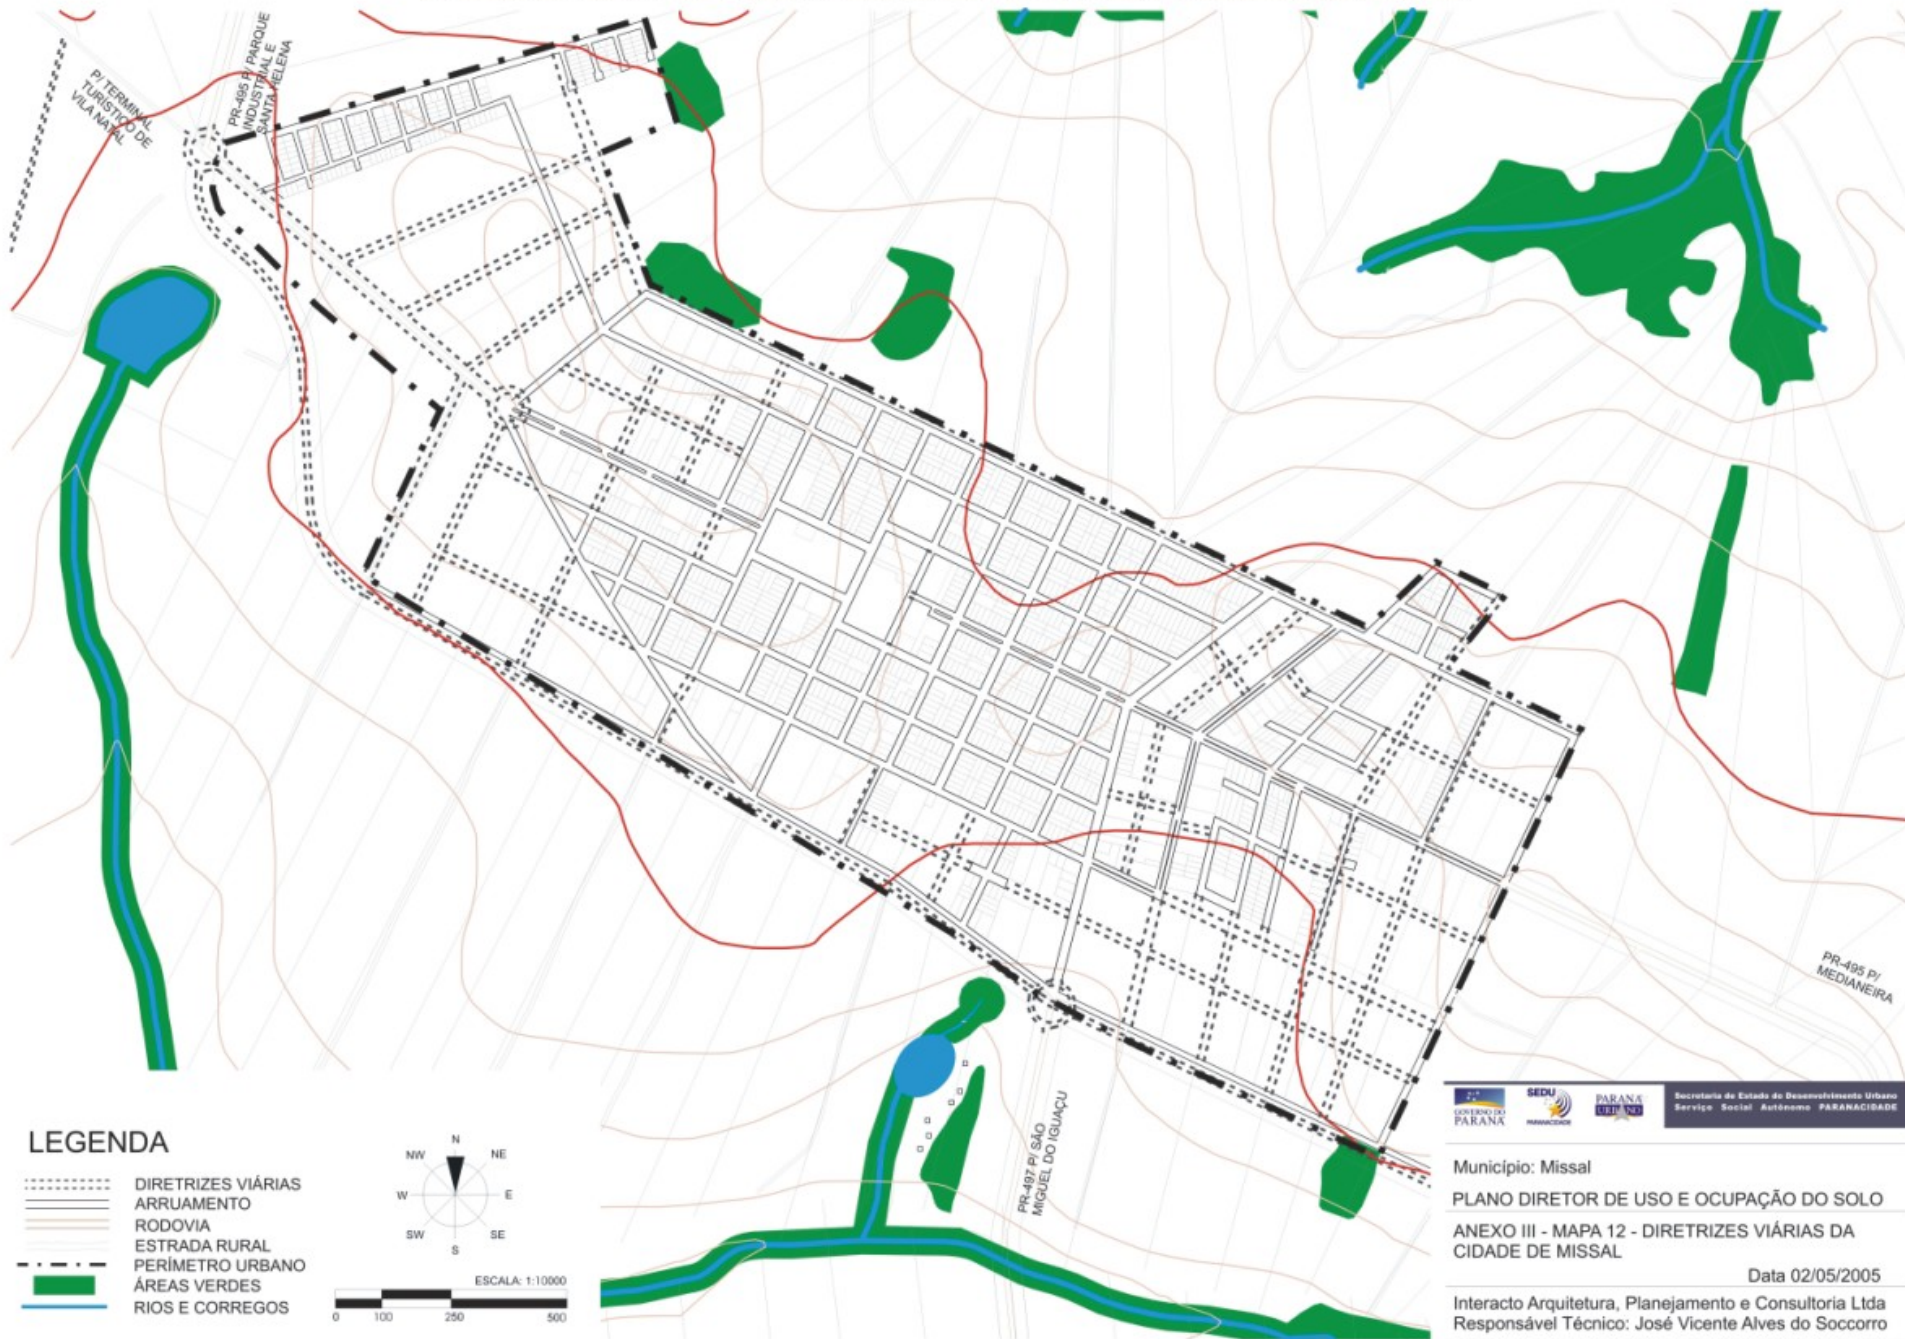 P/ TERMINAL
TURÍSTICO DE
VILA NATAL
PR-495 P/ PARQUE
INDUSTRIAL E
SANTA HELENA
PR-495 P/
MEDIANEIRA
PR-497 P/ SÃO
MIGUEL DO IGUAÇU
LEGENDA
DIRETRIZES VIÁRIAS
ARRUAMENTO
RODOVIA
ESTRADA RURAL
PERÍMETRO URBANO
ÁREAS VERDES
RIOS E CORREGOS
N
NW NE
W E
SW SE
S
ESCALA: 1:10000
0 100 250 500
GOVERNO DO
PARANÁ
SEDU
PARANACIDADE
PARANÁ
URBANO
Secretaria de Estado do Desenvolvimento Urbano
Serviço Social Autônomo PARANACIDADE
Município: Missal
PLANO DIRETOR DE USO E OCUPAÇÃO DO SOLO
ANEXO III - MAPA 12 - DIRETRIZES VIÁRIAS DA
CIDADE DE MISSAL
Data 02/05/2005
Interacto Arquitetura, Planejamento e Consultoria Ltda
Responsável Técnico: José Vicente Alves do Soccorro